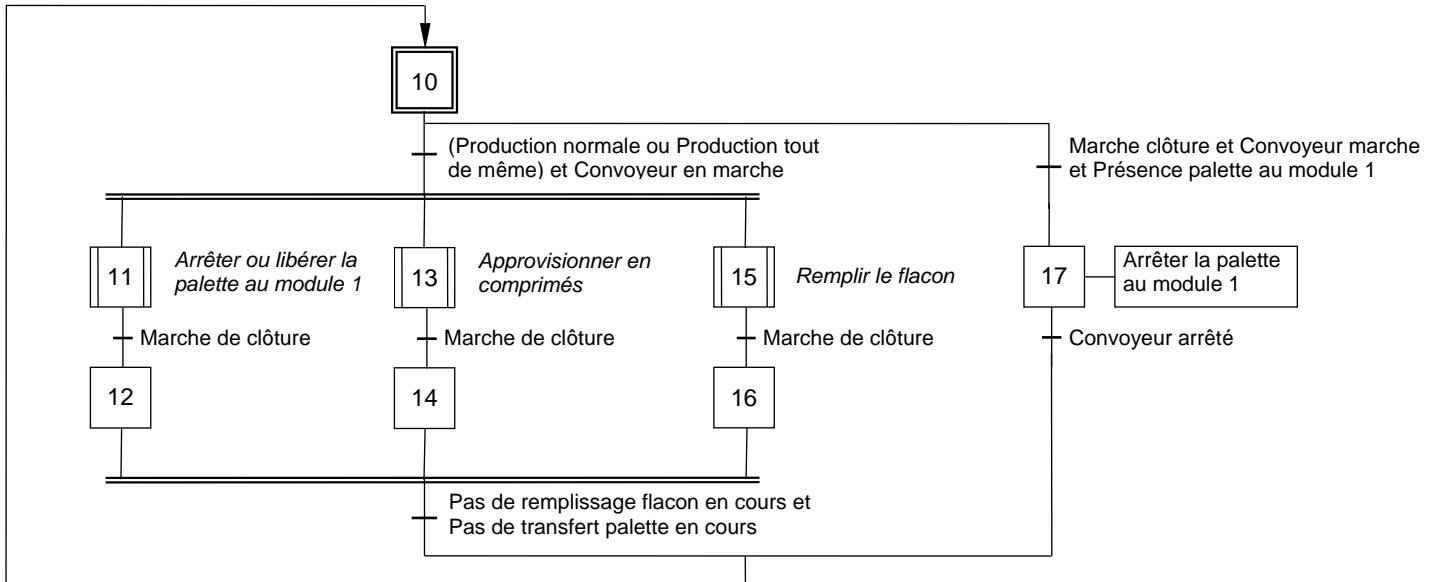 10
(Production normale ou Production tout
de même) et Convoyeur en marche
Marche clôture et Convoyeur marche
et Présence palette au module 1
11
Arrêter ou libérer la
palette au module 1
13
Approvisionner en
comprimés
15
Remplir le flacon
17
Arrêter la palette
au module 1
Marche de clôture
Marche de clôture
Marche de clôture
Convoyeur arrêté
12
14
16
Pas de remplissage flacon en cours et
Pas de transfert palette en cours